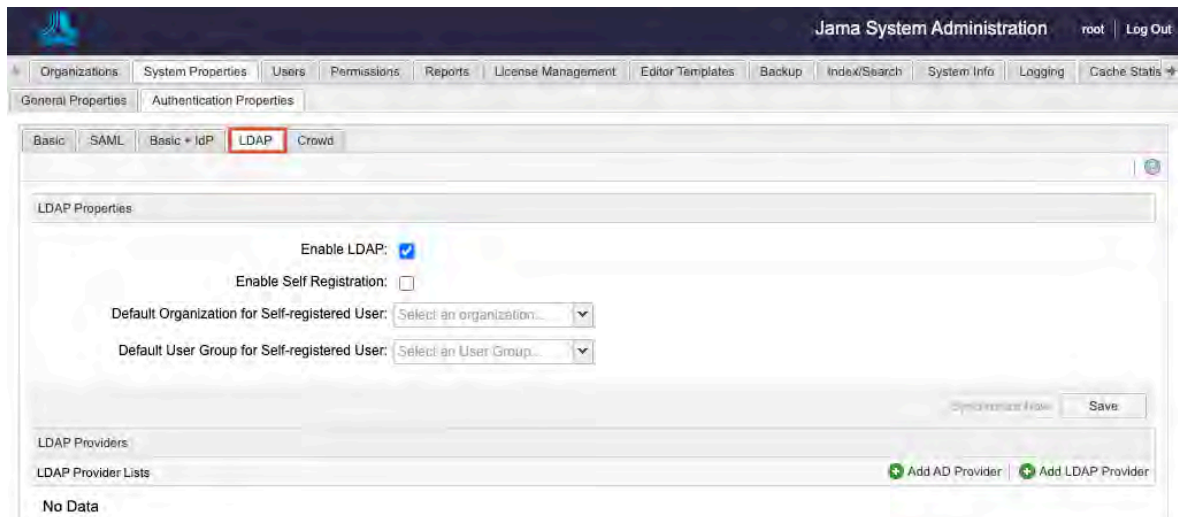 Jama System Administration root Log Out
Organizations System Properties Users Permissions Reports License Management Editor Templates Backup Index/Search System Info Logging Cache Statis
General Properties Authentication Properties
Basic SAML Basic + IdP LDAP Crowd
LDAP Properties
Enable LDAP:
Enable Self Registration:
Default Organization for Self-registered User: Select an organization...
Default User Group for Self-registered User: Select an User Group...
Synchronize Now Save
LDAP Providers
LDAP Provider Lists Add AD Provider Add LDAP Provider
No Data